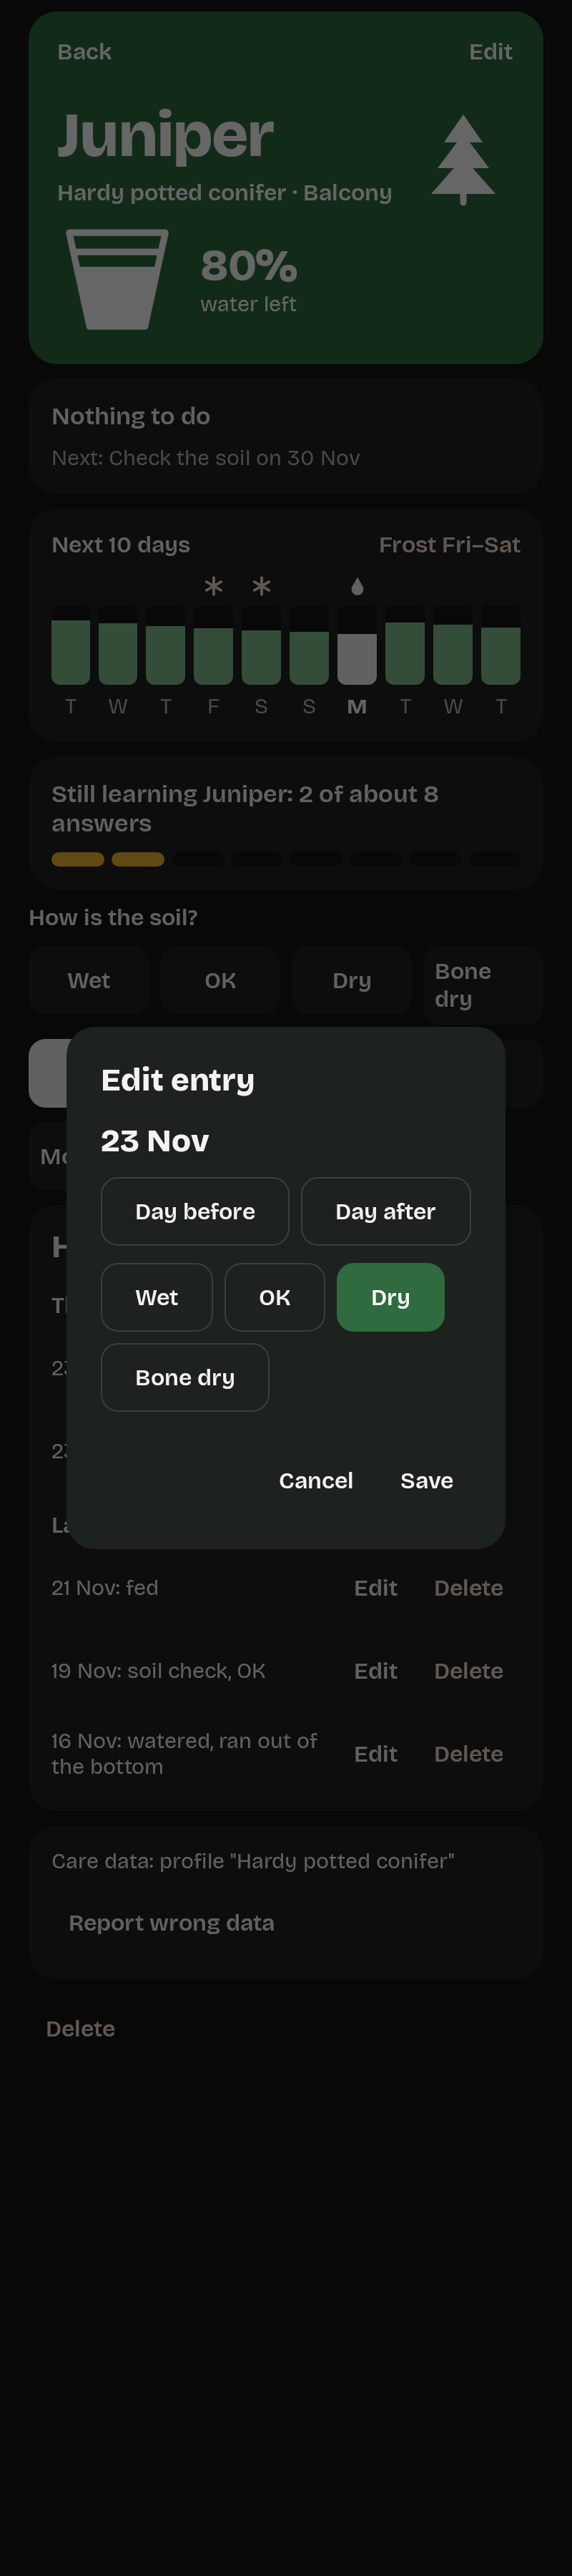 Back Edit
Juniper
Hardy potted conifer · Balcony
80%
water left
Nothing to do
Next: Check the soil on 30 Nov
Next 10 days Frost Fri–Sat
T W T F S S M T W T
Still learning Juniper: 2 of about 8
answers
How is the soil?
Wet OK Dry Bone
dry
Edit entry
23 Nov
Day before Day after
Wet OK Dry
Bone dry
Cancel Save
21 Nov: fed Edit Delete
19 Nov: soil check, OK Edit Delete
16 Nov: watered, ran out of
the bottom Edit Delete
Care data: profile "Hardy potted conifer"
Report wrong data
Delete